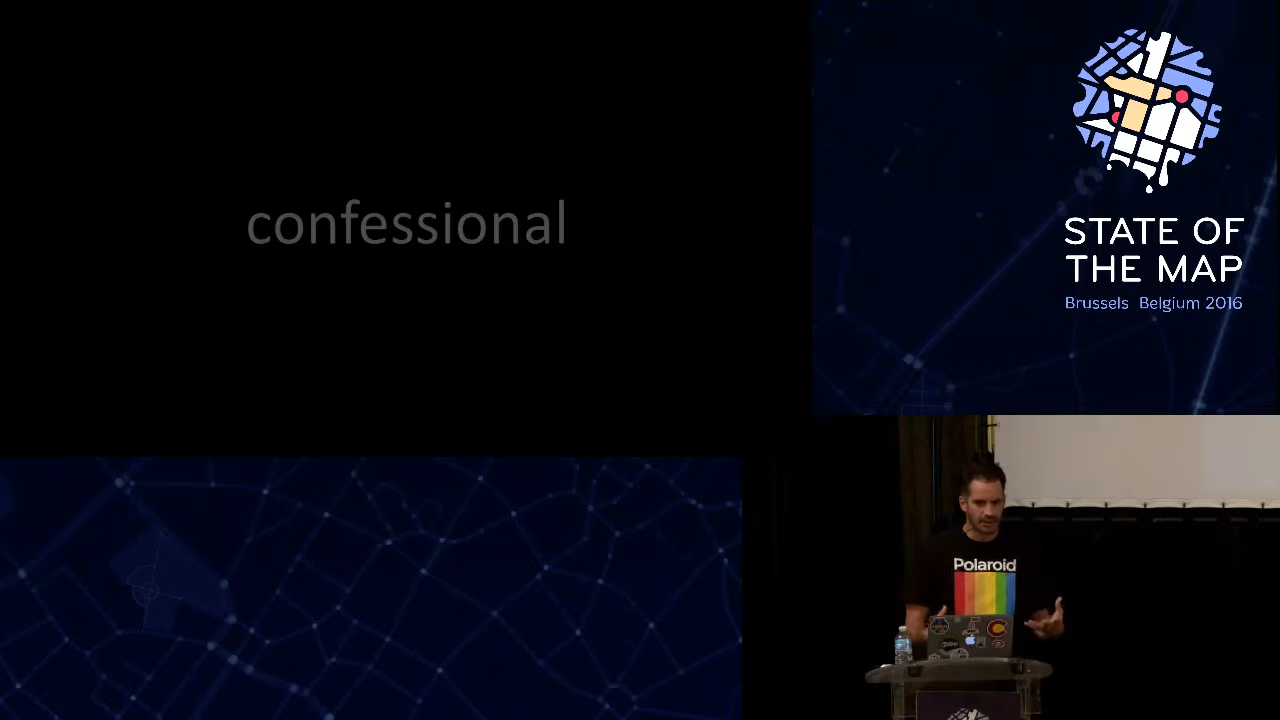 confessional
STATE OF
THE MAP
Brussels Belgium 2016
Polaroid